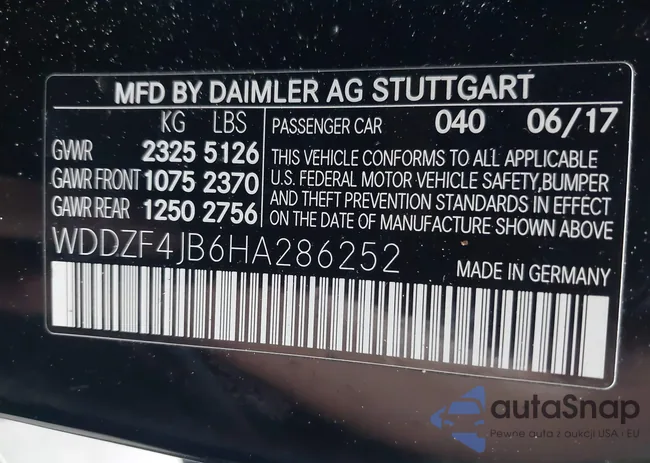 MFD BY DAIMLER AG STUTTGART
KG LBS
GVWR 2325 5126
GAWR FRONT 1075 2370
GAWR REAR 1250 2756
PASSENGER CAR 040 06/17
THIS VEHICLE CONFORMS TO ALL APPLICABLE
U.S. FEDERAL MOTOR VEHICLE SAFETY,BUMPER
AND THEFT PREVENTION STANDARDS IN EFFECT
ON THE DATE OF MANUFACTURE SHOWN ABOVE
WDDZF4JB6HA286252
MADE IN GERMANY
autaSnap
Pewne auta z aukcji USA · EU